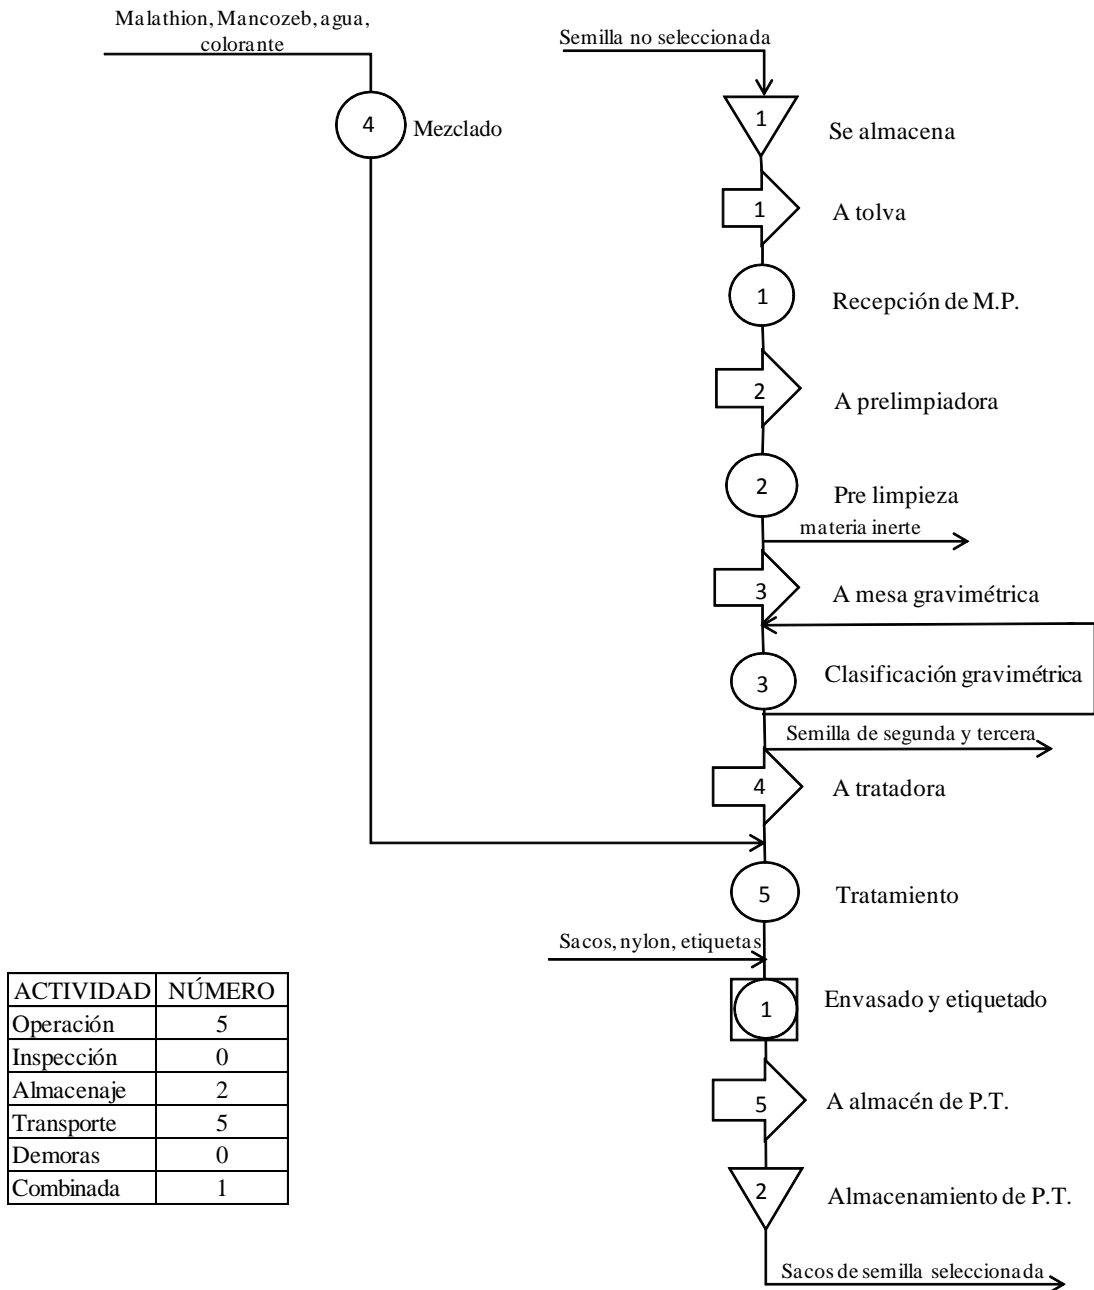 Malathion, Mancozeb, agua,
colorante
4
Mezclado
Semilla no seleccionada
1
Se almacena
1
A tolva
1
Recepción de M.P.
2
A prelimpiadora
2
Pre limpieza
materia inerte
3
A mesa gravimétrica
3
Clasificación gravimétrica
Semilla de segunda y tercera
4
A tratadora
5
Tratamiento
Sacos, nylon, etiquetas
1
Envasado y etiquetado
5
A almacén de P.T.
2
Almacenamiento de P.T.
Sacos de semilla seleccionada
ACTIVIDAD NÚMERO
Operación 5
Inspección 0
Almacenaje 2
Transporte 5
Demoras 0
Combinada 1